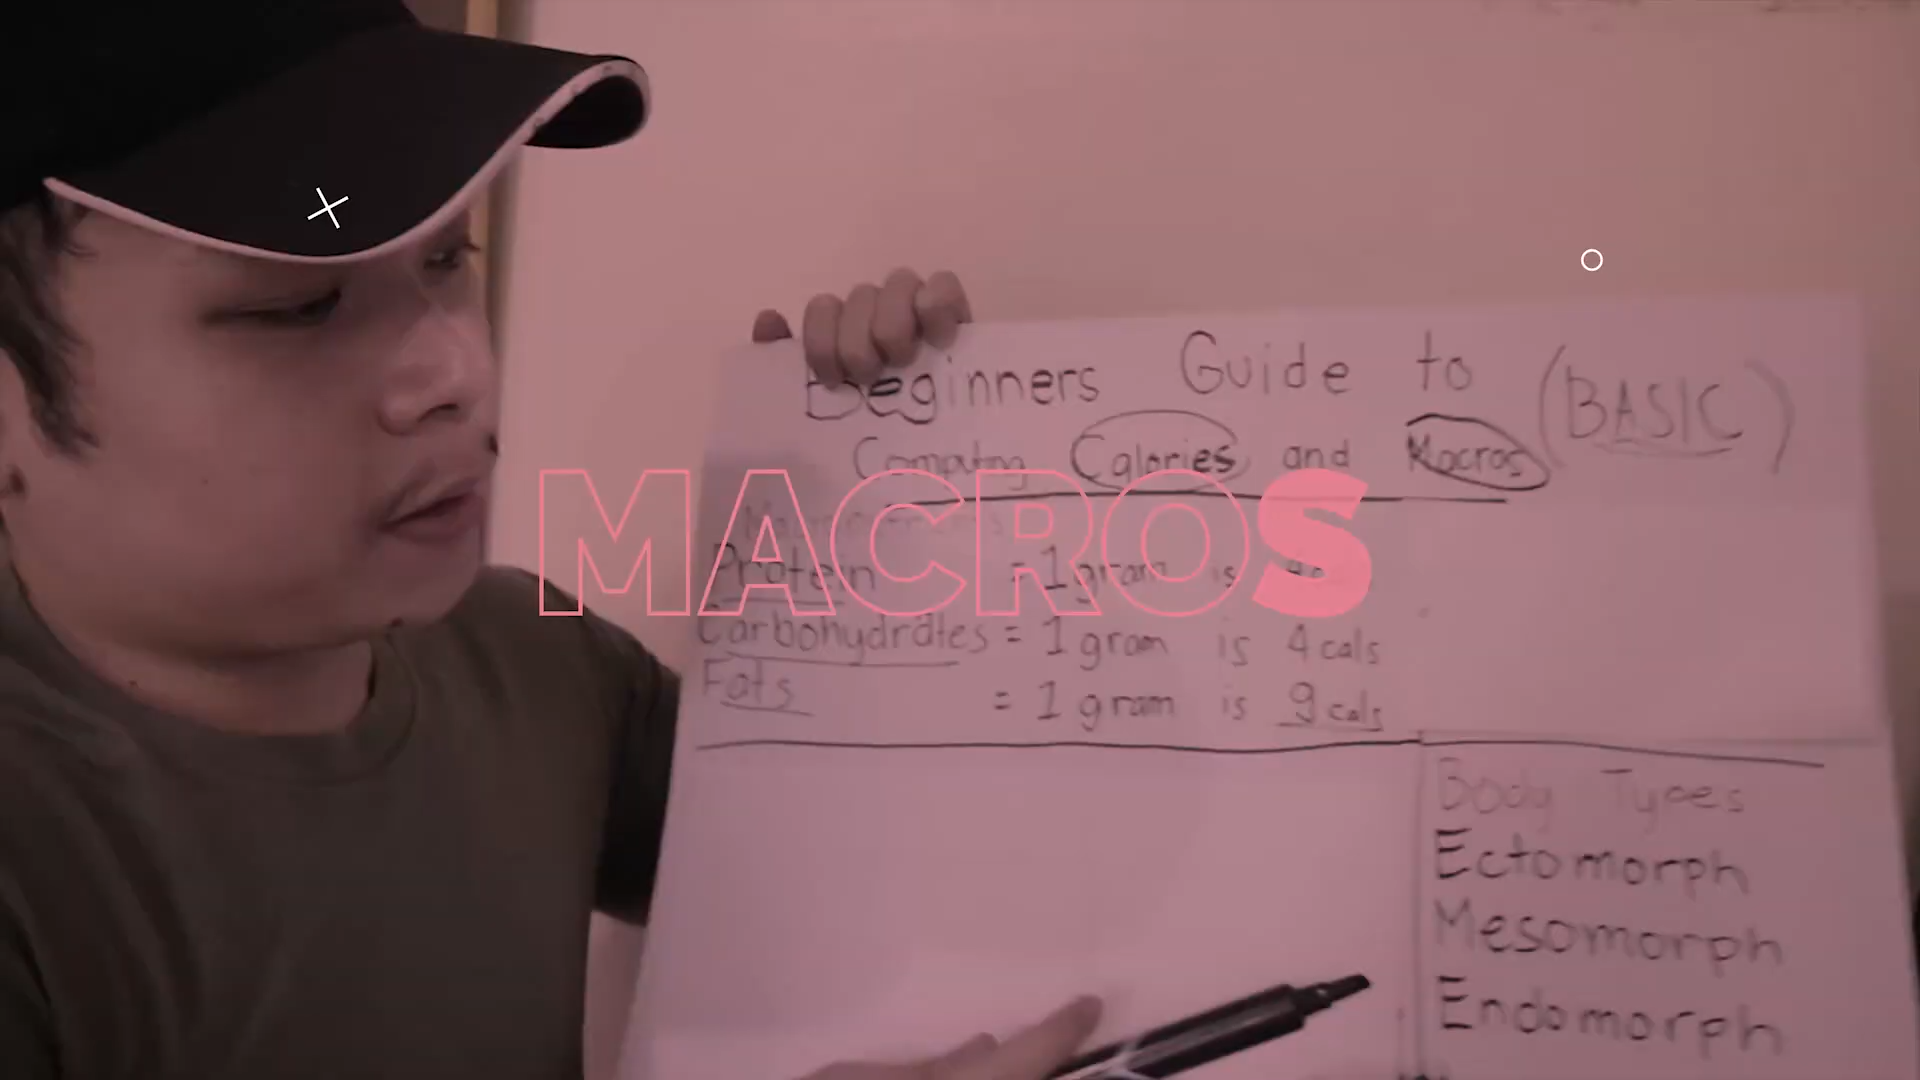 Beginners Guide to (BASIC)
Computing Calories and Macros
MACROS
Protein = 1 gram is
Carbohydrates = 1 gram is 4 cals
Fats = 1 gram is 9 cals
Body Types
Ectomorph
Mesomorph
Endomorph